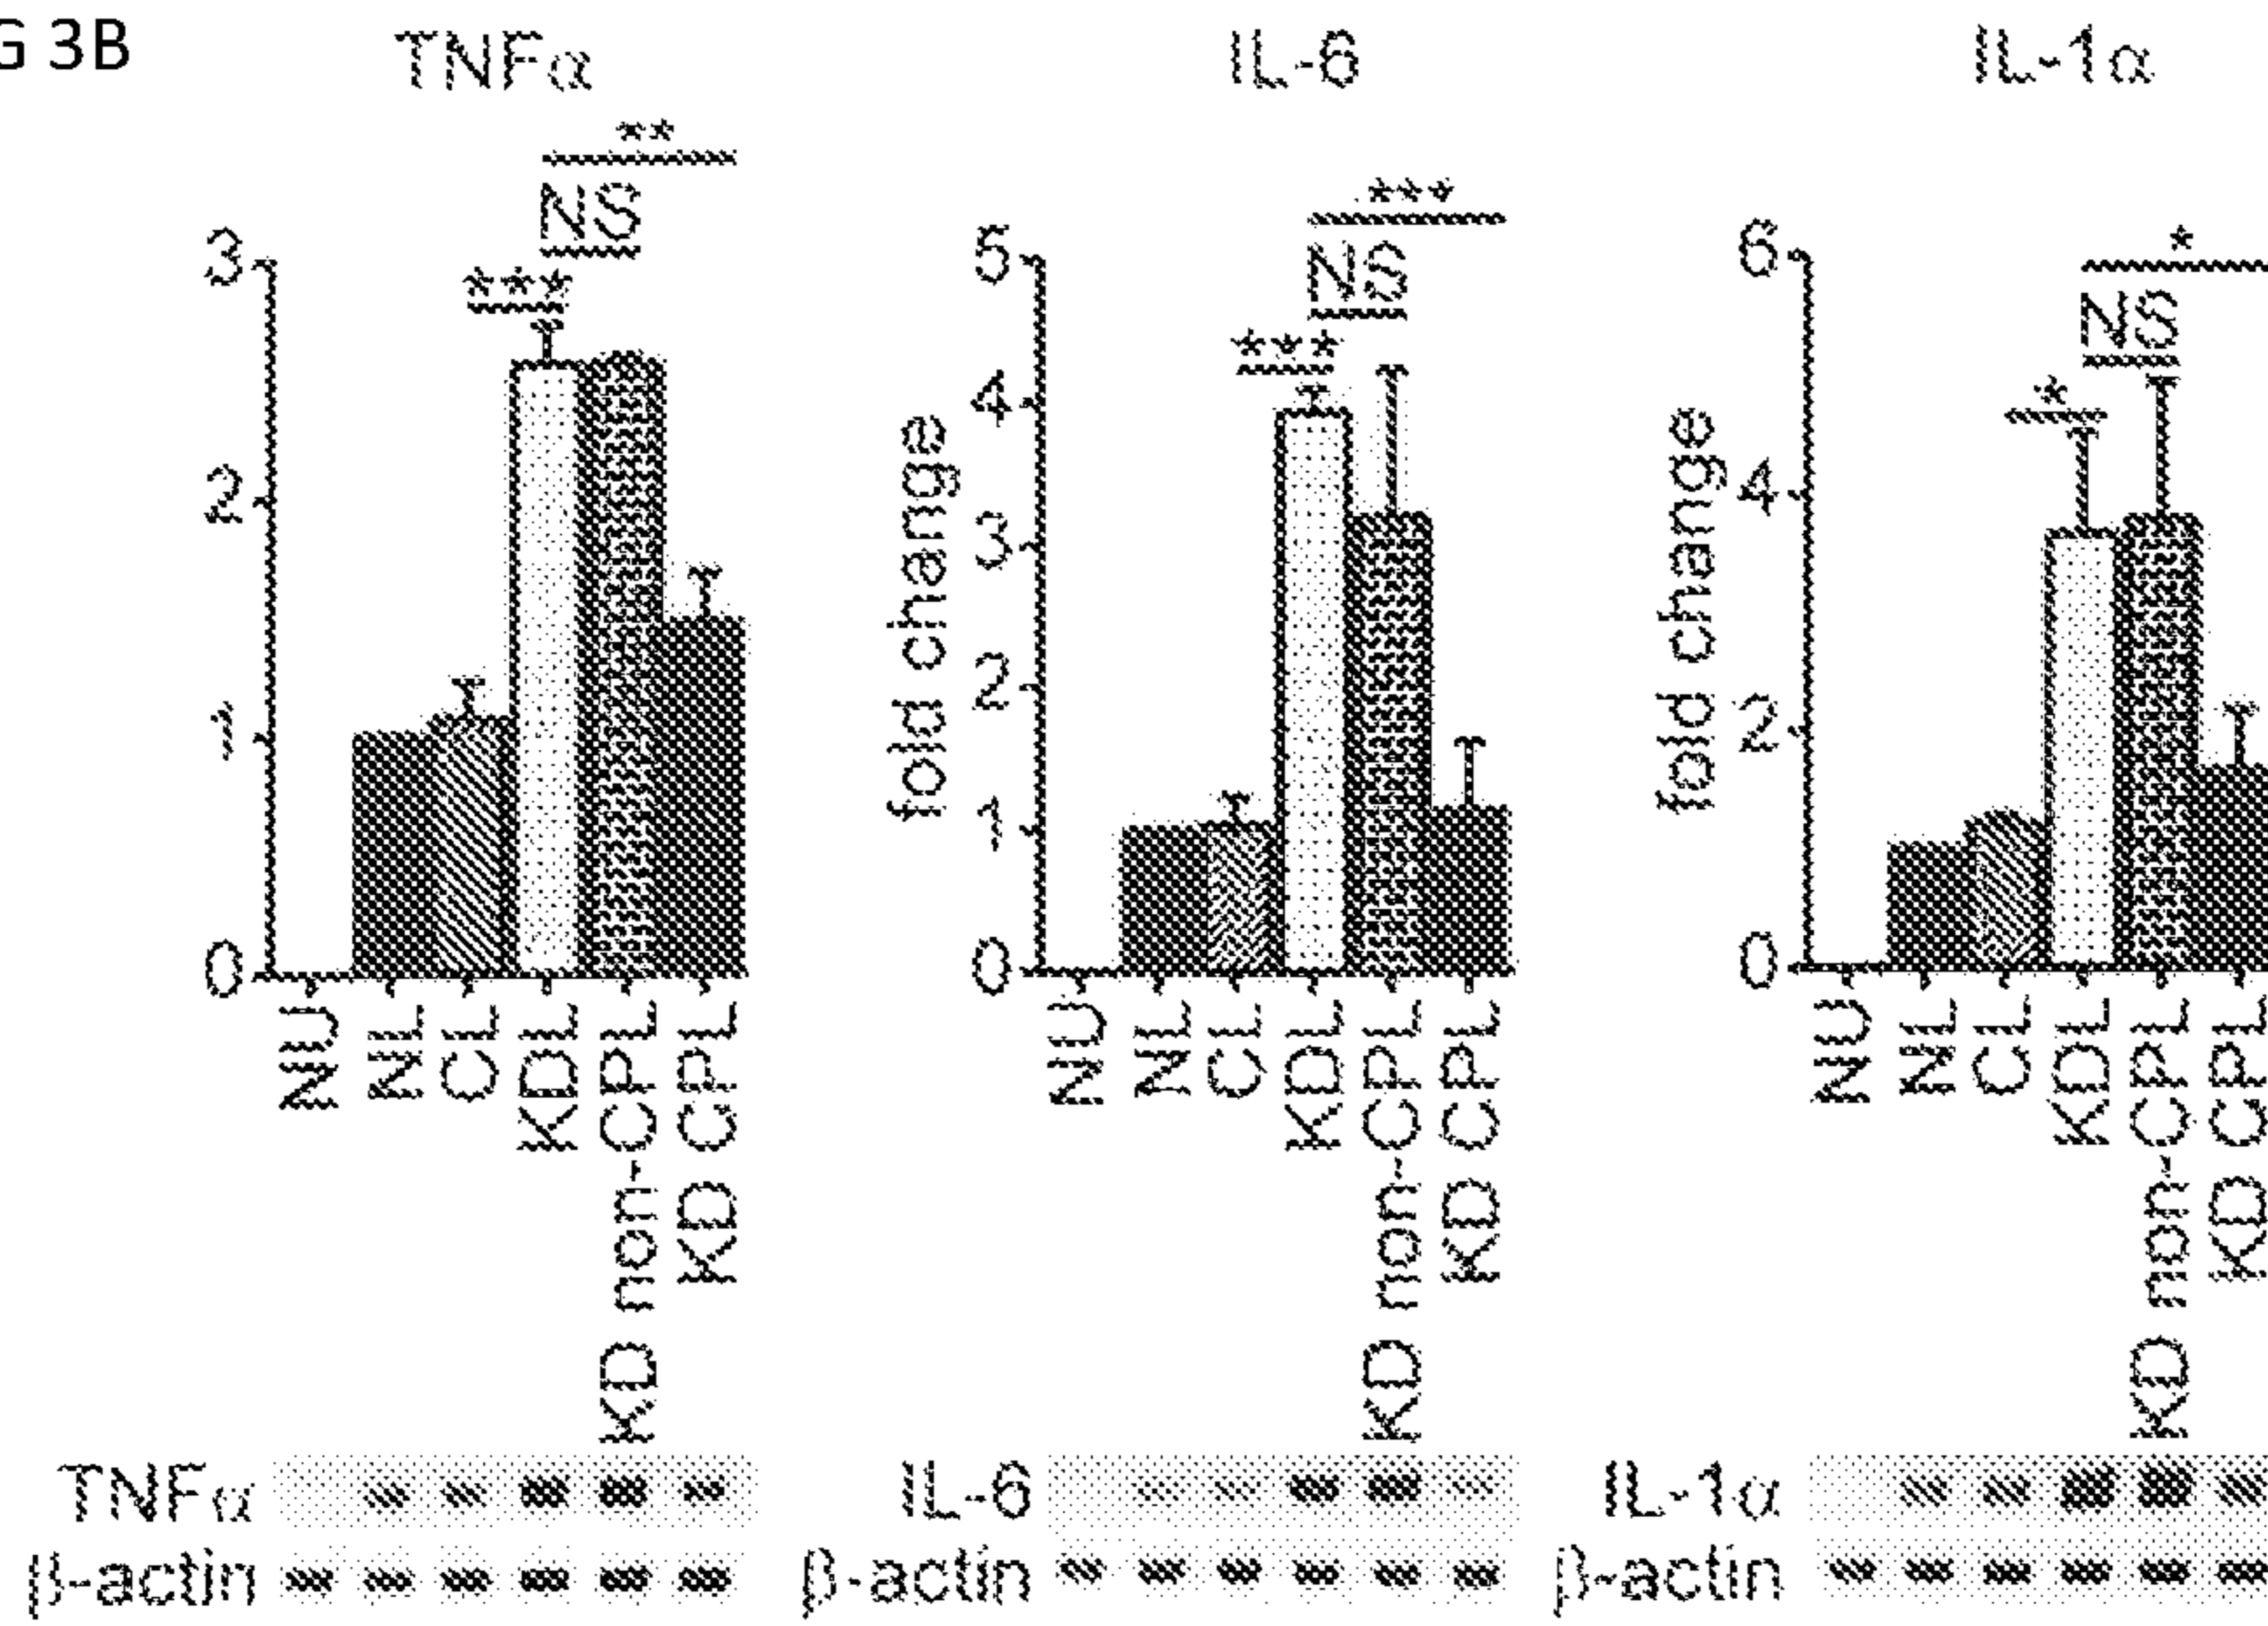 G 3B
TNFα
IL-6
IL-1α
**
NS
***
3
2
1
0
NU
NL
CL
KDL
KD non-CPL
KD CPL
***
NS
***
fold change
5
4
3
2
1
0
NU
NL
CL
KDL
KD non-CPL
KD CPL
*
NS
*
fold change
6
4
2
0
NU
NL
CL
KDL
KD non-CPL
KD CPL
TNFα
β-actin
IL-6
β-actin
IL-1α
β-actin